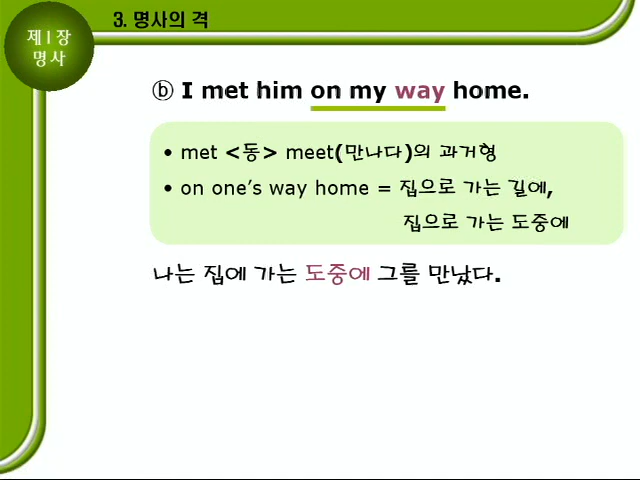 제1장
명사
3. 명사의 격
ⓑ I met him on my way home.
• met <동> meet(만나다)의 과거형
• on one's way home = 집으로 가는 길에,
집으로 가는 도중에
나는 집에 가는 도중에 그를 만났다.